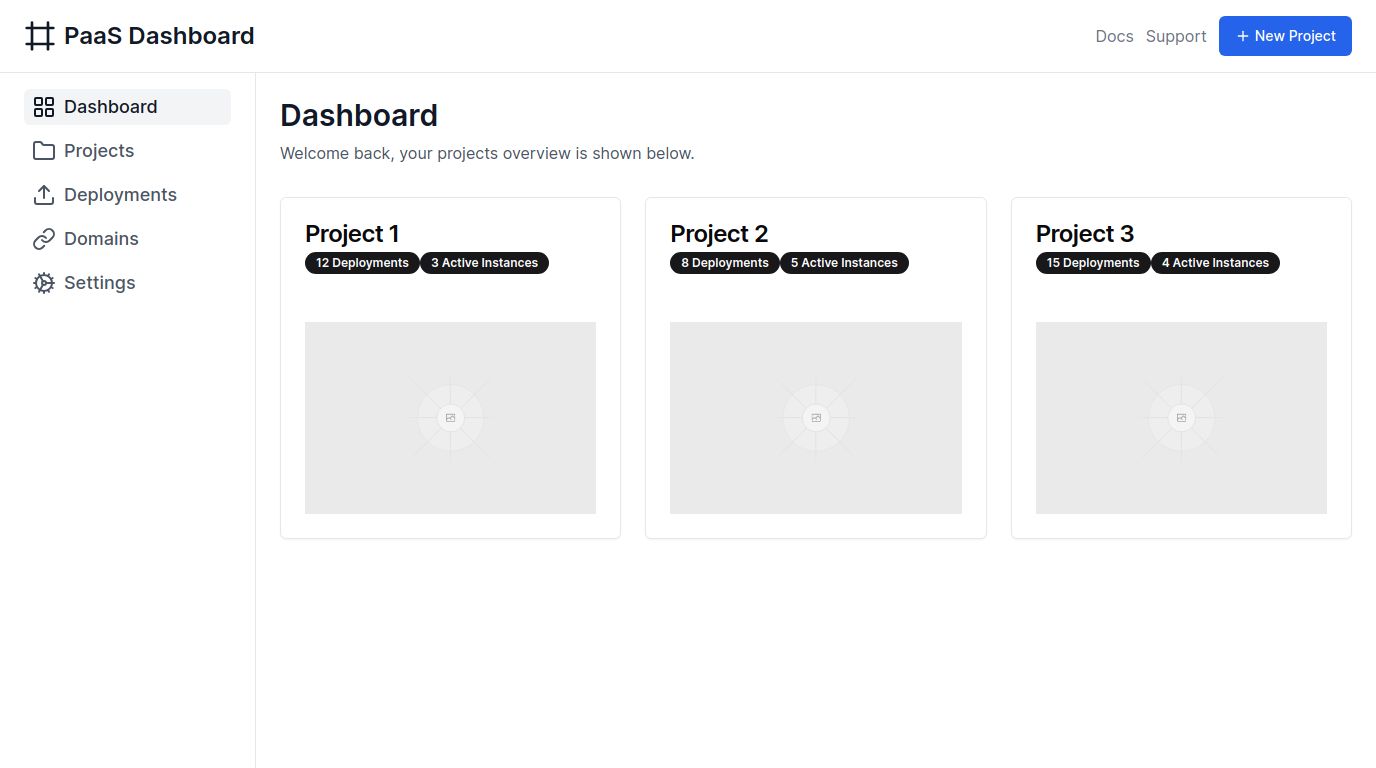 PaaS Dashboard
Docs Support + New Project
Dashboard
Projects
Deployments
Domains
Settings
Dashboard
Welcome back, your projects overview is shown below.
Project 1
12 Deployments 3 Active Instances
Project 2
8 Deployments 5 Active Instances
Project 3
15 Deployments 4 Active Instances